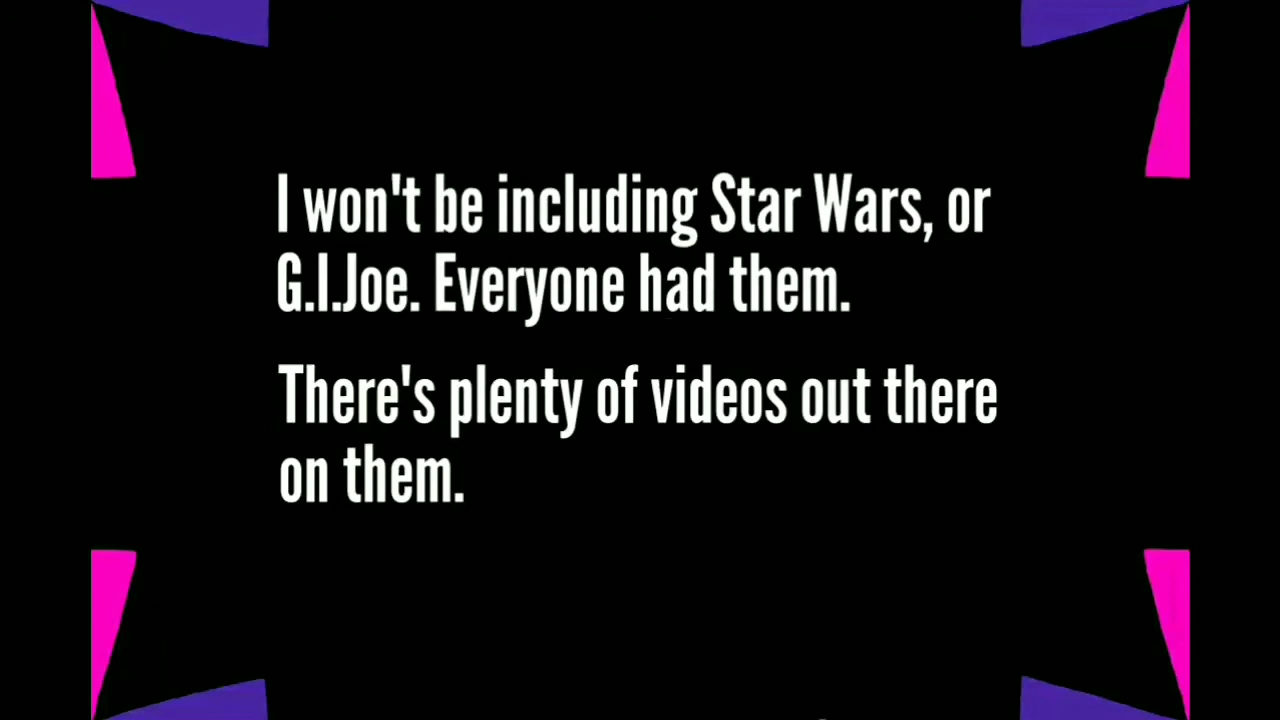 I won't be including Star Wars, or
G.I.Joe. Everyone had them.
There's plenty of videos out there
on them.